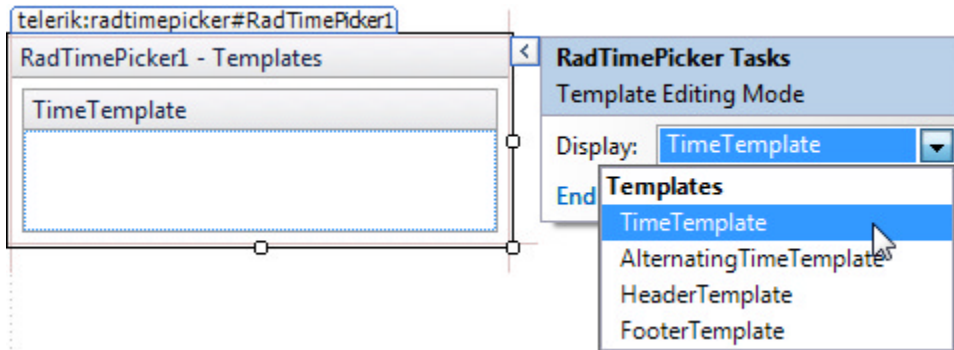 telerik:radtimepicker#RadTimePicker1
RadTimePicker1 - Templates
TimeTemplate
RadTimePicker Tasks
Template Editing Mode
Display: TimeTemplate
End
Templates
TimeTemplate
AlternatingTimeTemplate
HeaderTemplate
FooterTemplate